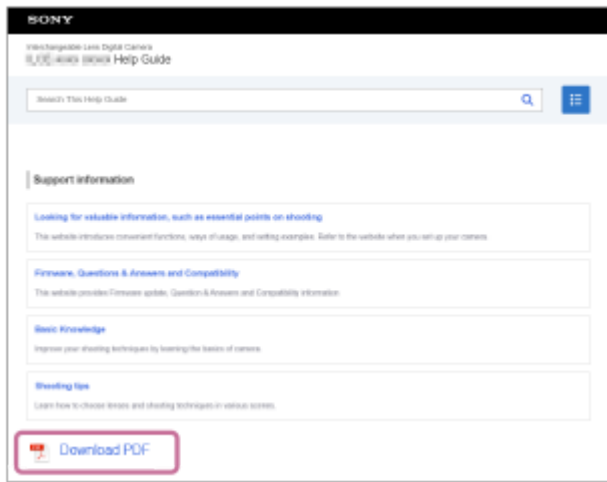 SONY
Interchangeable Lens Digital Camera
Help Guide
Search This Help Guide
Support information
Looking for valuable information, such as essential points on shooting
This website introduces convenient functions, ways of usage, and setting examples. Refer to the website when you set up your camera.
Firmware, Questions & Answers and Compatibility
This website provides Firmware update, Question & Answers and Compatibility information
Basic Knowledge
Improve your shooting techniques by learning the basics of camera.
Shooting tips
Learn how to choose lenses and shooting techniques in various scenes.
Download PDF